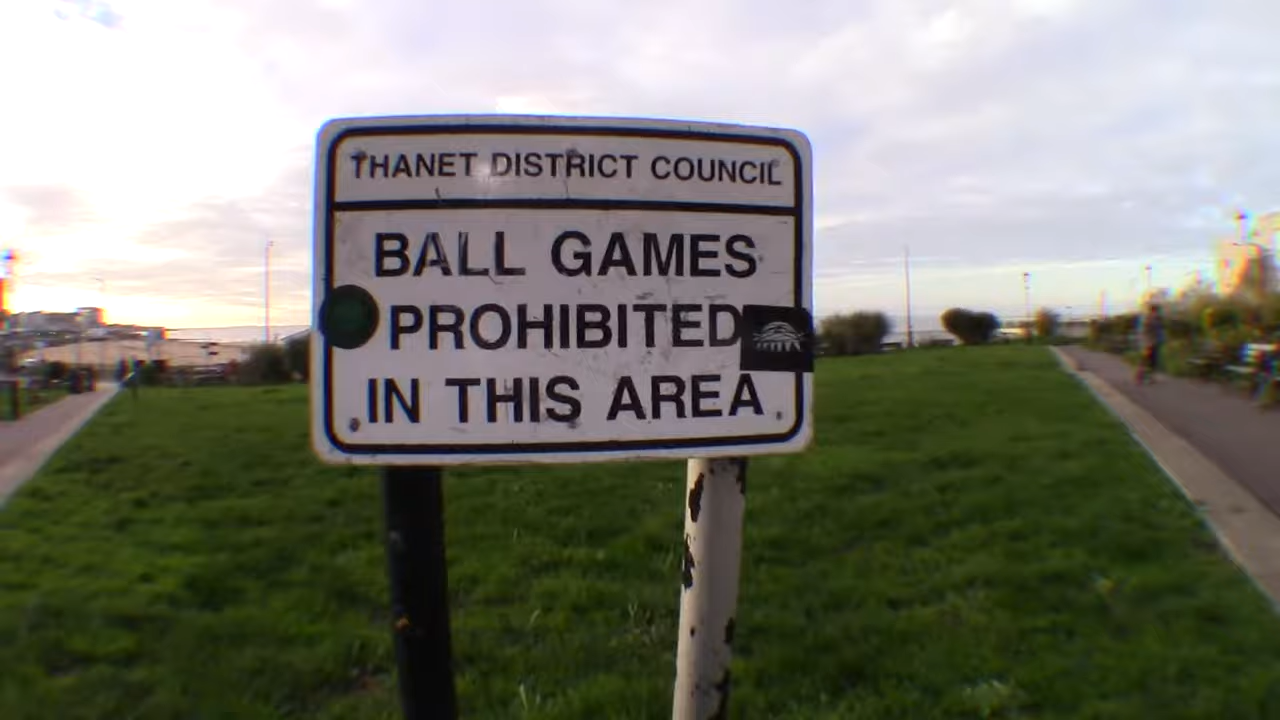 THANET DISTRICT COUNCIL
BALL GAMES
PROHIBITED
IN THIS AREA